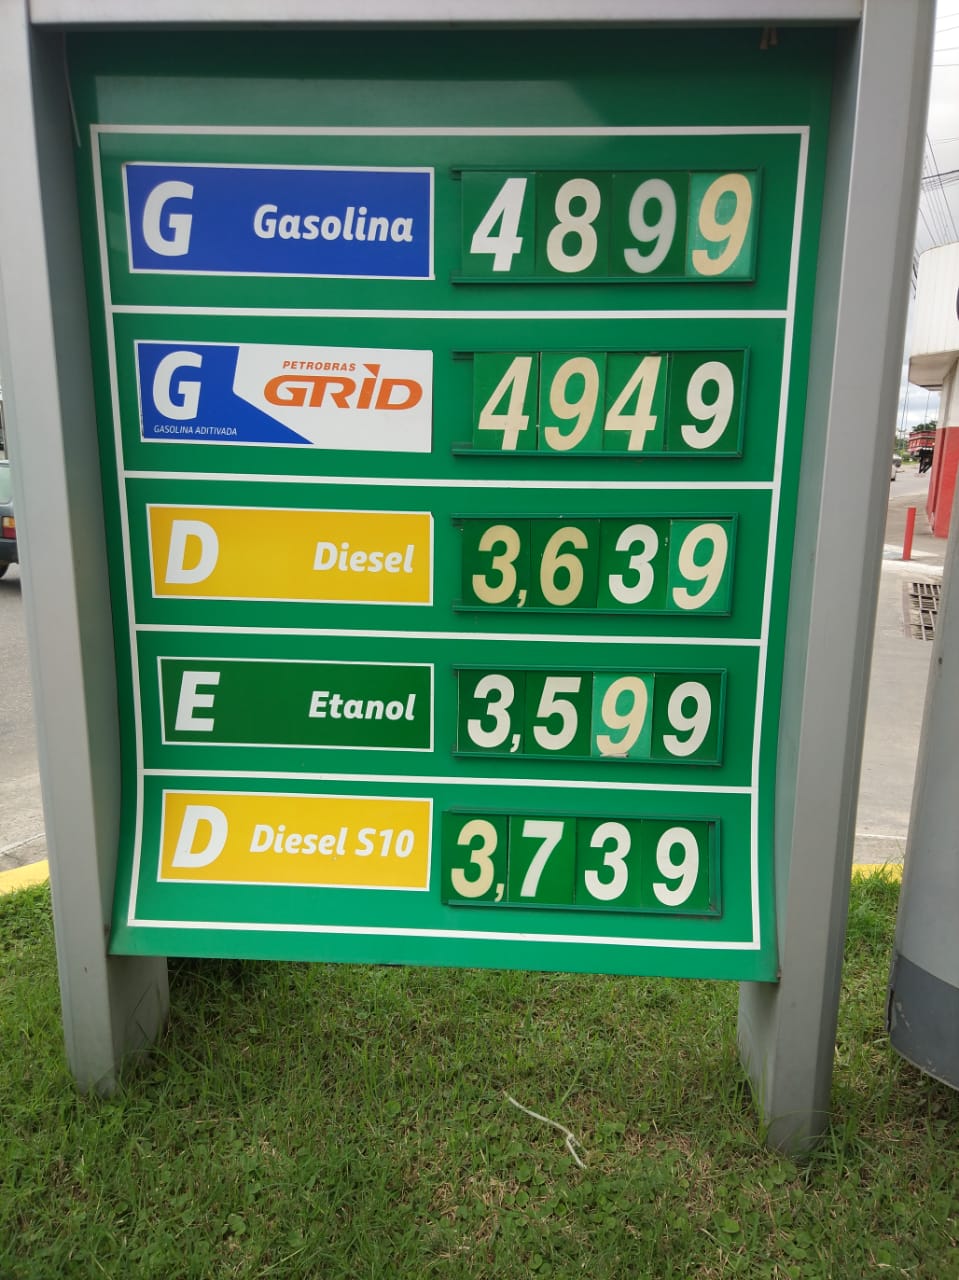 G Gasolina 4899
G PETROBRAS GRID 4949
GASOLINA ADITIVADA
D Diesel 3,639
E Etanol 3,599
D Diesel S10 3,739